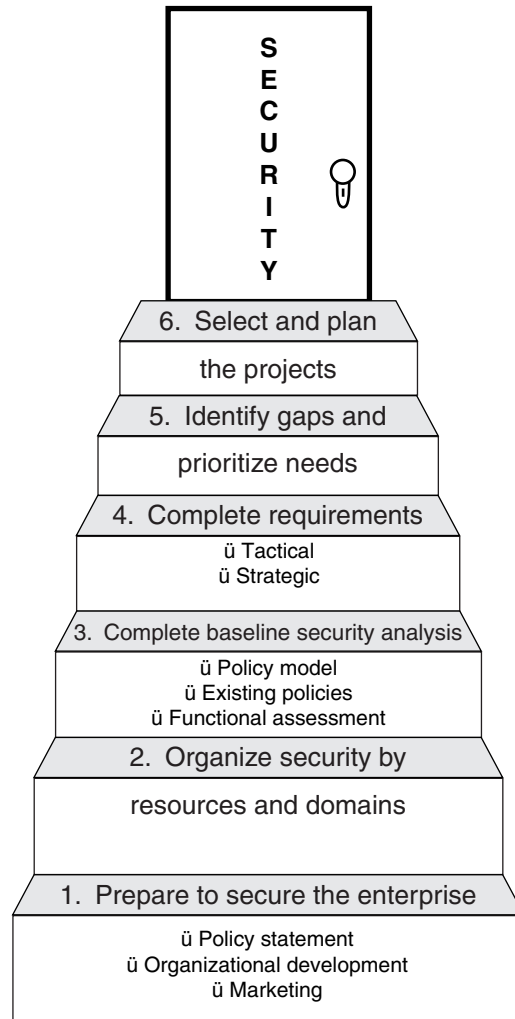 SECURITY
6. Select and plan
the projects
5. Identify gaps and
prioritize needs
4. Complete requirements
ü Tactical
ü Strategic
3. Complete baseline security analysis
ü Policy model
ü Existing policies
ü Functional assessment
2. Organize security by
resources and domains
1. Prepare to secure the enterprise
ü Policy statement
ü Organizational development
ü Marketing